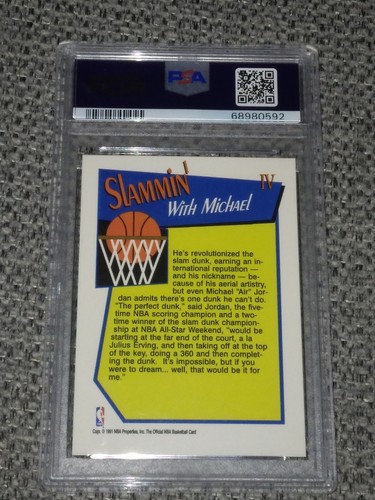 PSA
68980592
SLAMMIN'
IV
WITH MICHAEL
He's revolutionized the
slam dunk, earning an in-
ternational reputation —
and his nickname — be-
cause of his aerial artistry,
but even Michael "Air" Jor-
dan admits there's one dunk he can't do.
"The perfect dunk," said Jordan, the five-
time NBA scoring champion and a two-
time winner of the slam dunk champion-
ship at NBA All-Star Weekend, "would be
starting at the far end of the court, a la
Julius Erving, and then taking off at the top
of the key, doing a 360 and then complet-
ing the dunk. It's impossible, but if you
were to dream... well, that would be it for
me."
Copr. © 1991 NBA Properties, Inc. The Official NBA Basketball Card